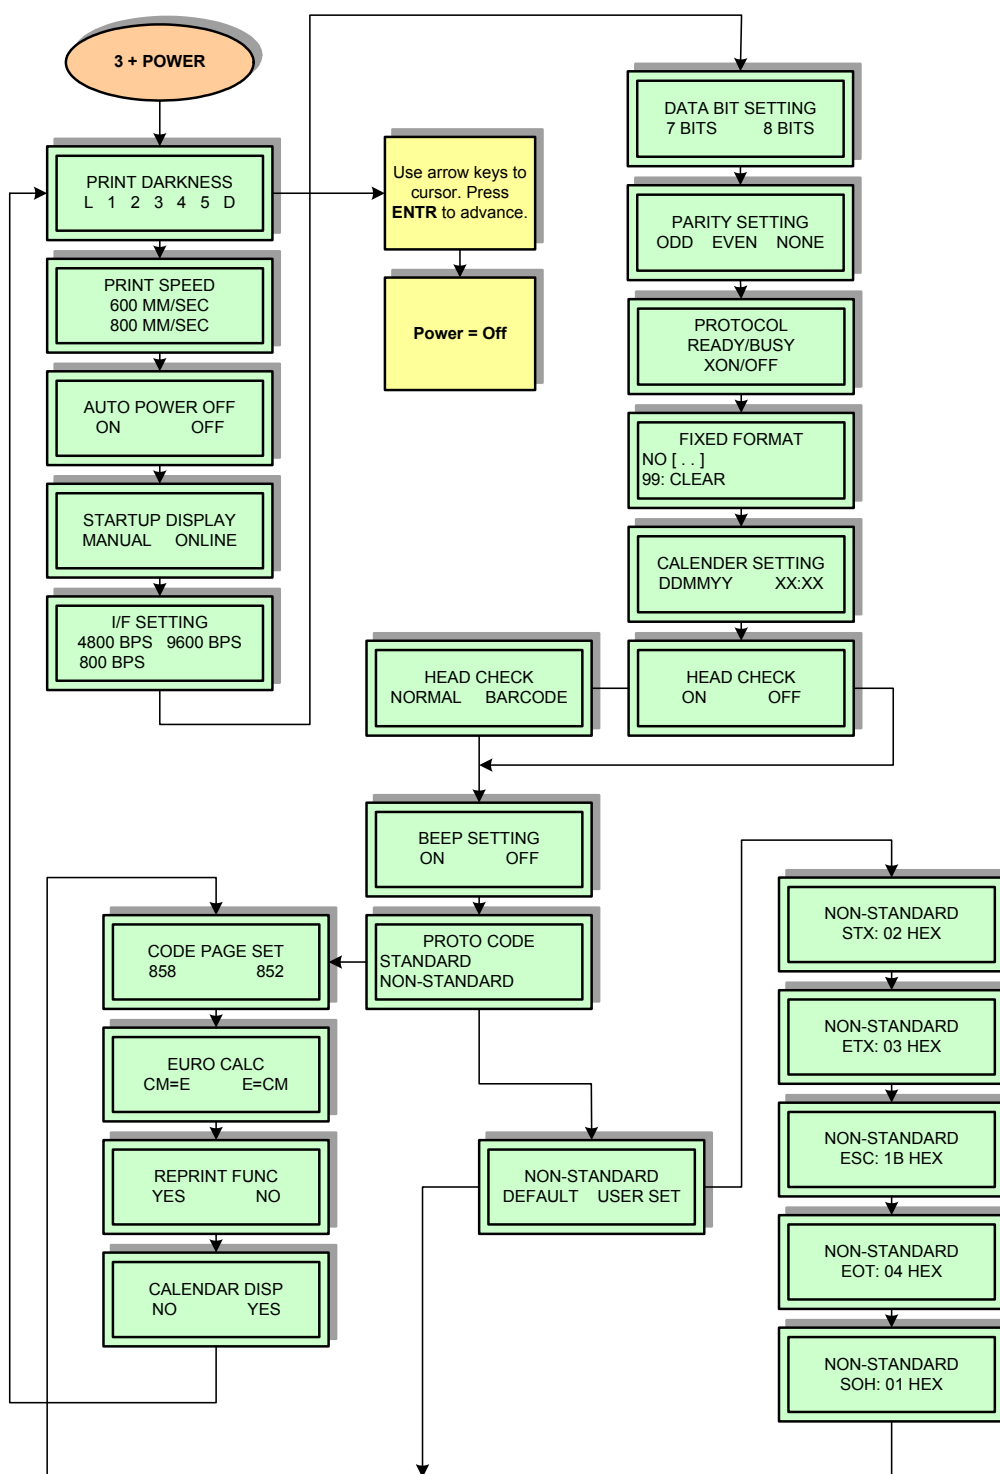 3 + POWER
PRINT DARKNESS
L 1 2 3 4 5 D
PRINT SPEED
600 MM/SEC
800 MM/SEC
AUTO POWER OFF
ON OFF
STARTUP DISPLAY
MANUAL ONLINE
I/F SETTING
4800 BPS 9600 BPS
800 BPS
Use arrow keys to
cursor. Press
ENTR to advance.
Power = Off
DATA BIT SETTING
7 BITS 8 BITS
PARITY SETTING
ODD EVEN NONE
PROTOCOL
READY/BUSY
XON/OFF
FIXED FORMAT
NO [ . . ]
99: CLEAR
CALENDER SETTING
DDMMYY XX:XX
HEAD CHECK
ON OFF
HEAD CHECK
NORMAL BARCODE
BEEP SETTING
ON OFF
PROTO CODE
STANDARD
NON-STANDARD
CODE PAGE SET
858 852
EURO CALC
CM=E E=CM
REPRINT FUNC
YES NO
CALENDAR DISP
NO YES
NON-STANDARD
DEFAULT USER SET
NON-STANDARD
STX: 02 HEX
NON-STANDARD
ETX: 03 HEX
NON-STANDARD
ESC: 1B HEX
NON-STANDARD
EOT: 04 HEX
NON-STANDARD
SOH: 01 HEX